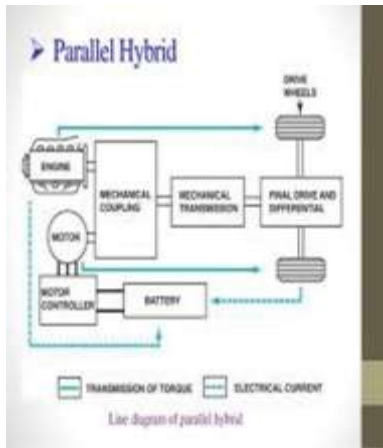 ➤ Parallel Hybrid
DRIVE
WHEELS
ENGINE
MECHANICAL
COUPLING
MECHANICAL
TRANSMISSION
FINAL DRIVE AND
DIFFERENTIAL
MOTOR
MOTOR
CONTROLLER
BATTERY
TRANSMISSION OF TORQUE
ELECTRICAL CURRENT
Line diagram of parallel hybrid